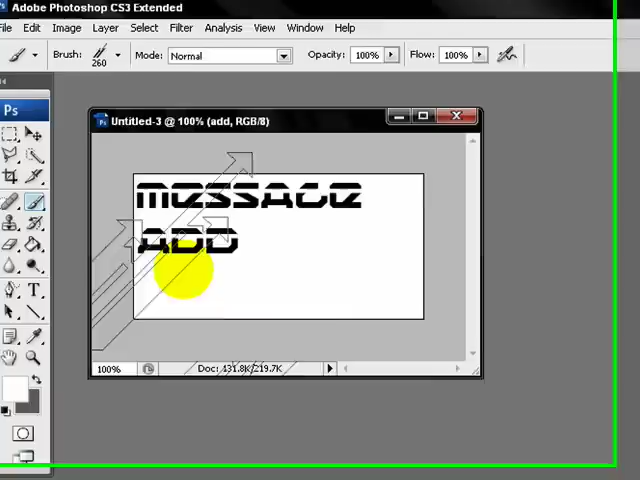 Adobe Photoshop CS3 Extended
File Edit Image Layer Select Filter Analysis View Window Help
Brush: 260 Mode: Normal Opacity: 100% Flow: 100%
Ps
Untitled-3 @ 100% (add, RGB/8)
message
ADD
100% Doc: 131.8K/219.7K